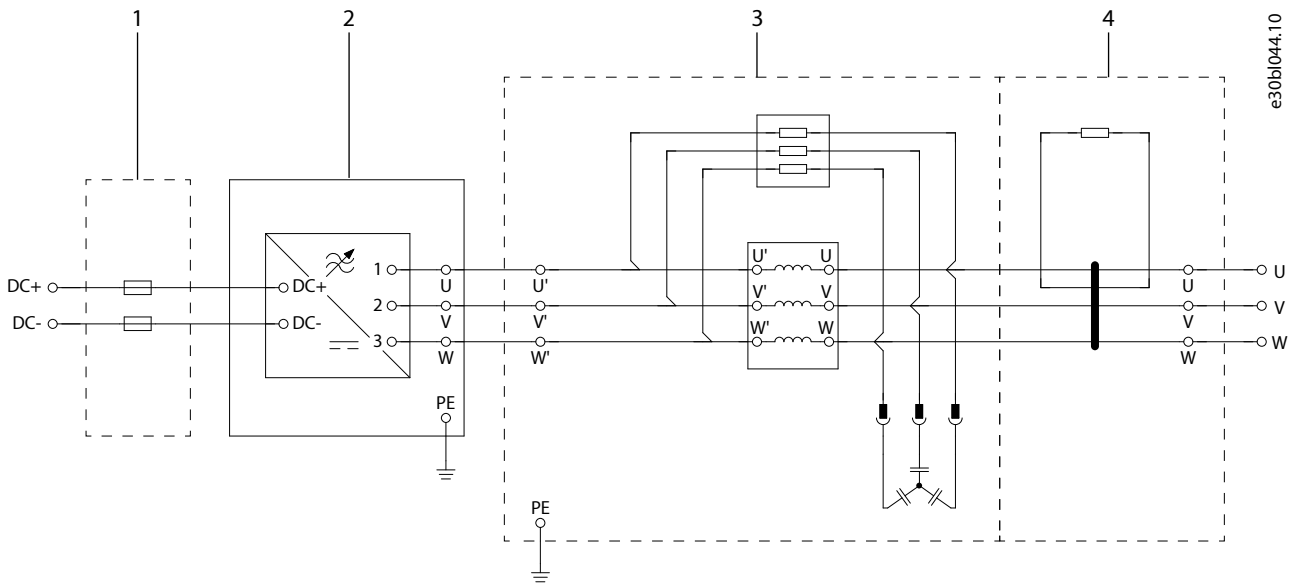 1 2 3 4
e30bl044.10
U' U
1 U U' U U
DC+ DC+ V' V
2 V V' V V
DC- DC- W' W
3 W W' W W
PE
PE